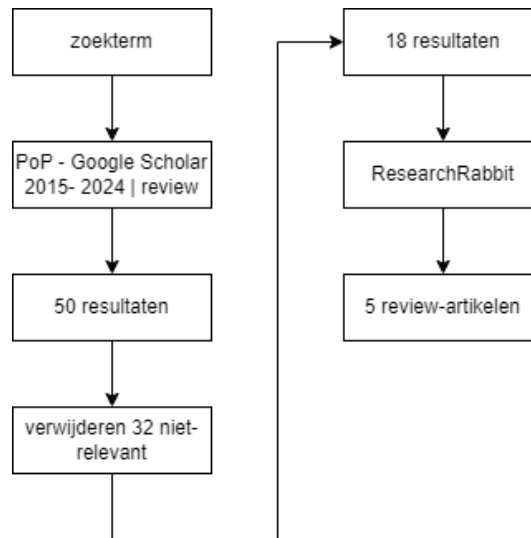 zoekterm
PoP - Google Scholar
2015- 2024 | review
50 resultaten
verwijderen 32 niet-
relevant
18 resultaten
ResearchRabbit
5 review-artikelen